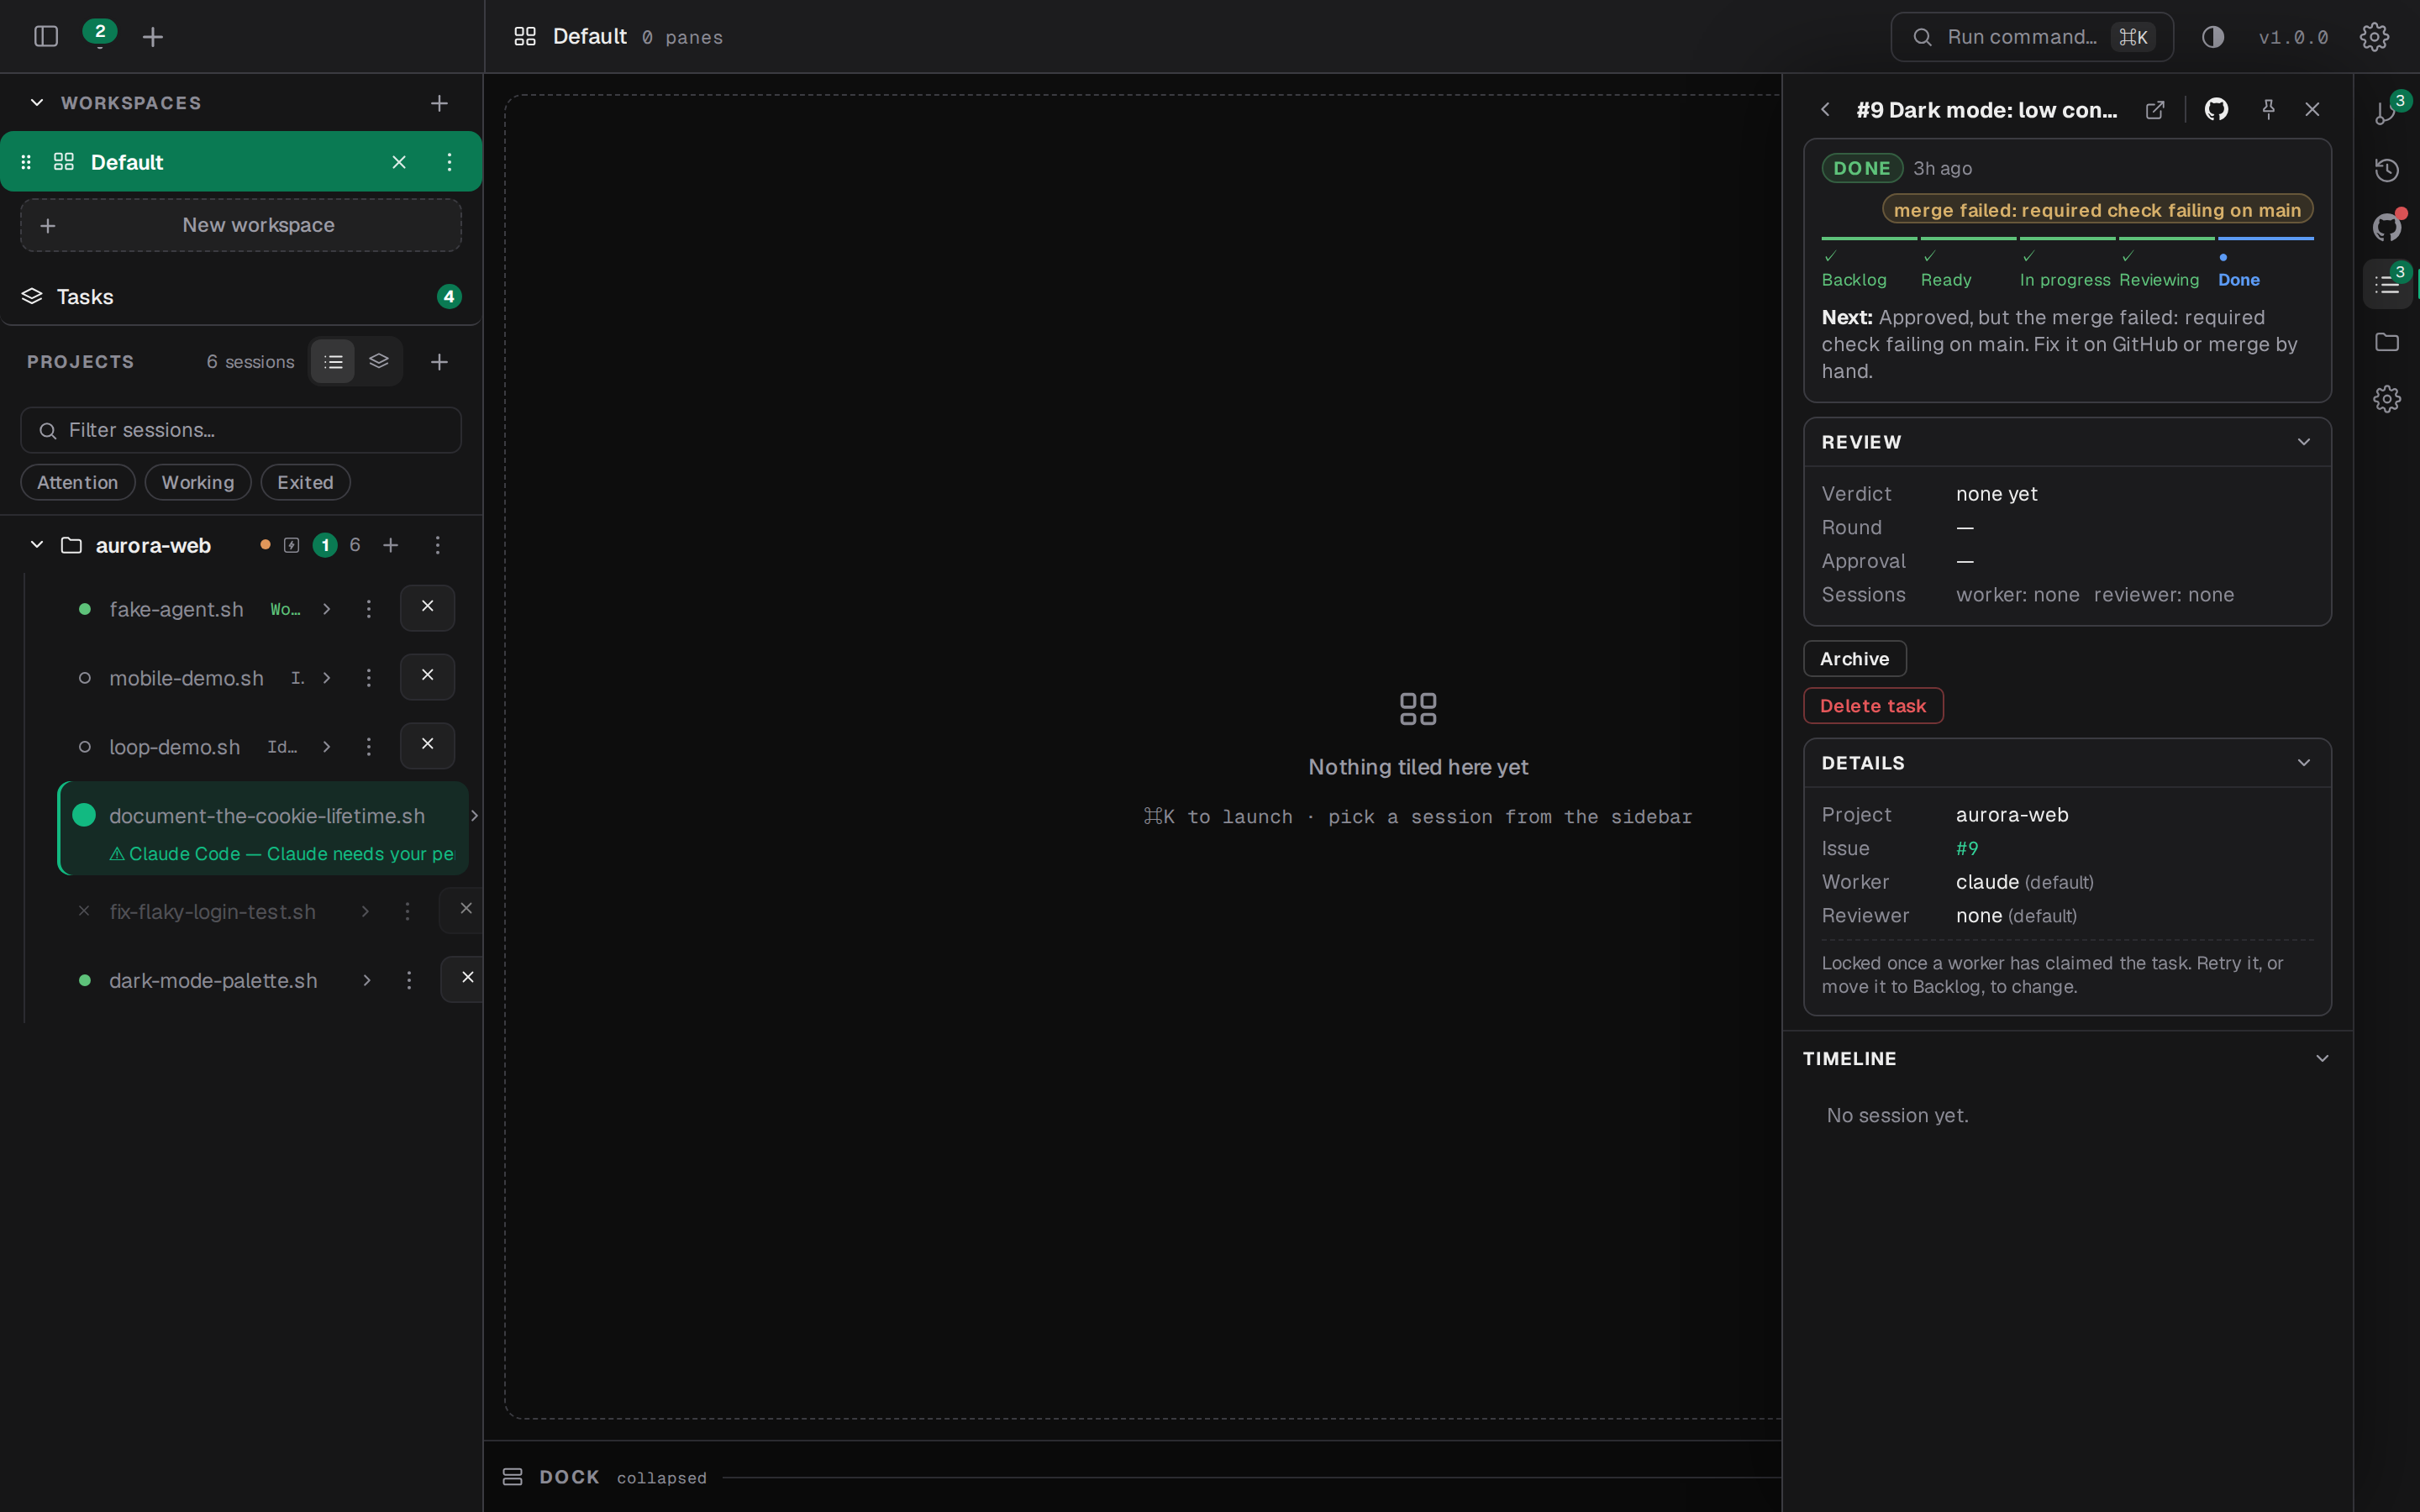 2
Default 0 panes
Run command... ⌘K
v1.0.0
WORKSPACES
Default
New workspace
Tasks 4
PROJECTS 6 sessions
Filter sessions...
Attention Working Exited
aurora-web 1 6
fake-agent.sh Wo...
mobile-demo.sh I.
loop-demo.sh Id...
document-the-cookie-lifetime.sh
⚠ Claude Code — Claude needs your pe
fix-flaky-login-test.sh
dark-mode-palette.sh
Nothing tiled here yet
⌘K to launch · pick a session from the sidebar
DOCK collapsed
#9 Dark mode: low con...
DONE 3h ago
merge failed: required check failing on main
✓ ✓ ✓ ✓
Backlog Ready In progress Reviewing Done
Next: Approved, but the merge failed: required
check failing on main. Fix it on GitHub or merge by
hand.
REVIEW
Verdict none yet
Round —
Approval —
Sessions worker: none reviewer: none
Archive
Delete task
DETAILS
Project aurora-web
Issue #9
Worker claude (default)
Reviewer none (default)
Locked once a worker has claimed the task. Retry it, or
move it to Backlog, to change.
TIMELINE
No session yet.
3
3